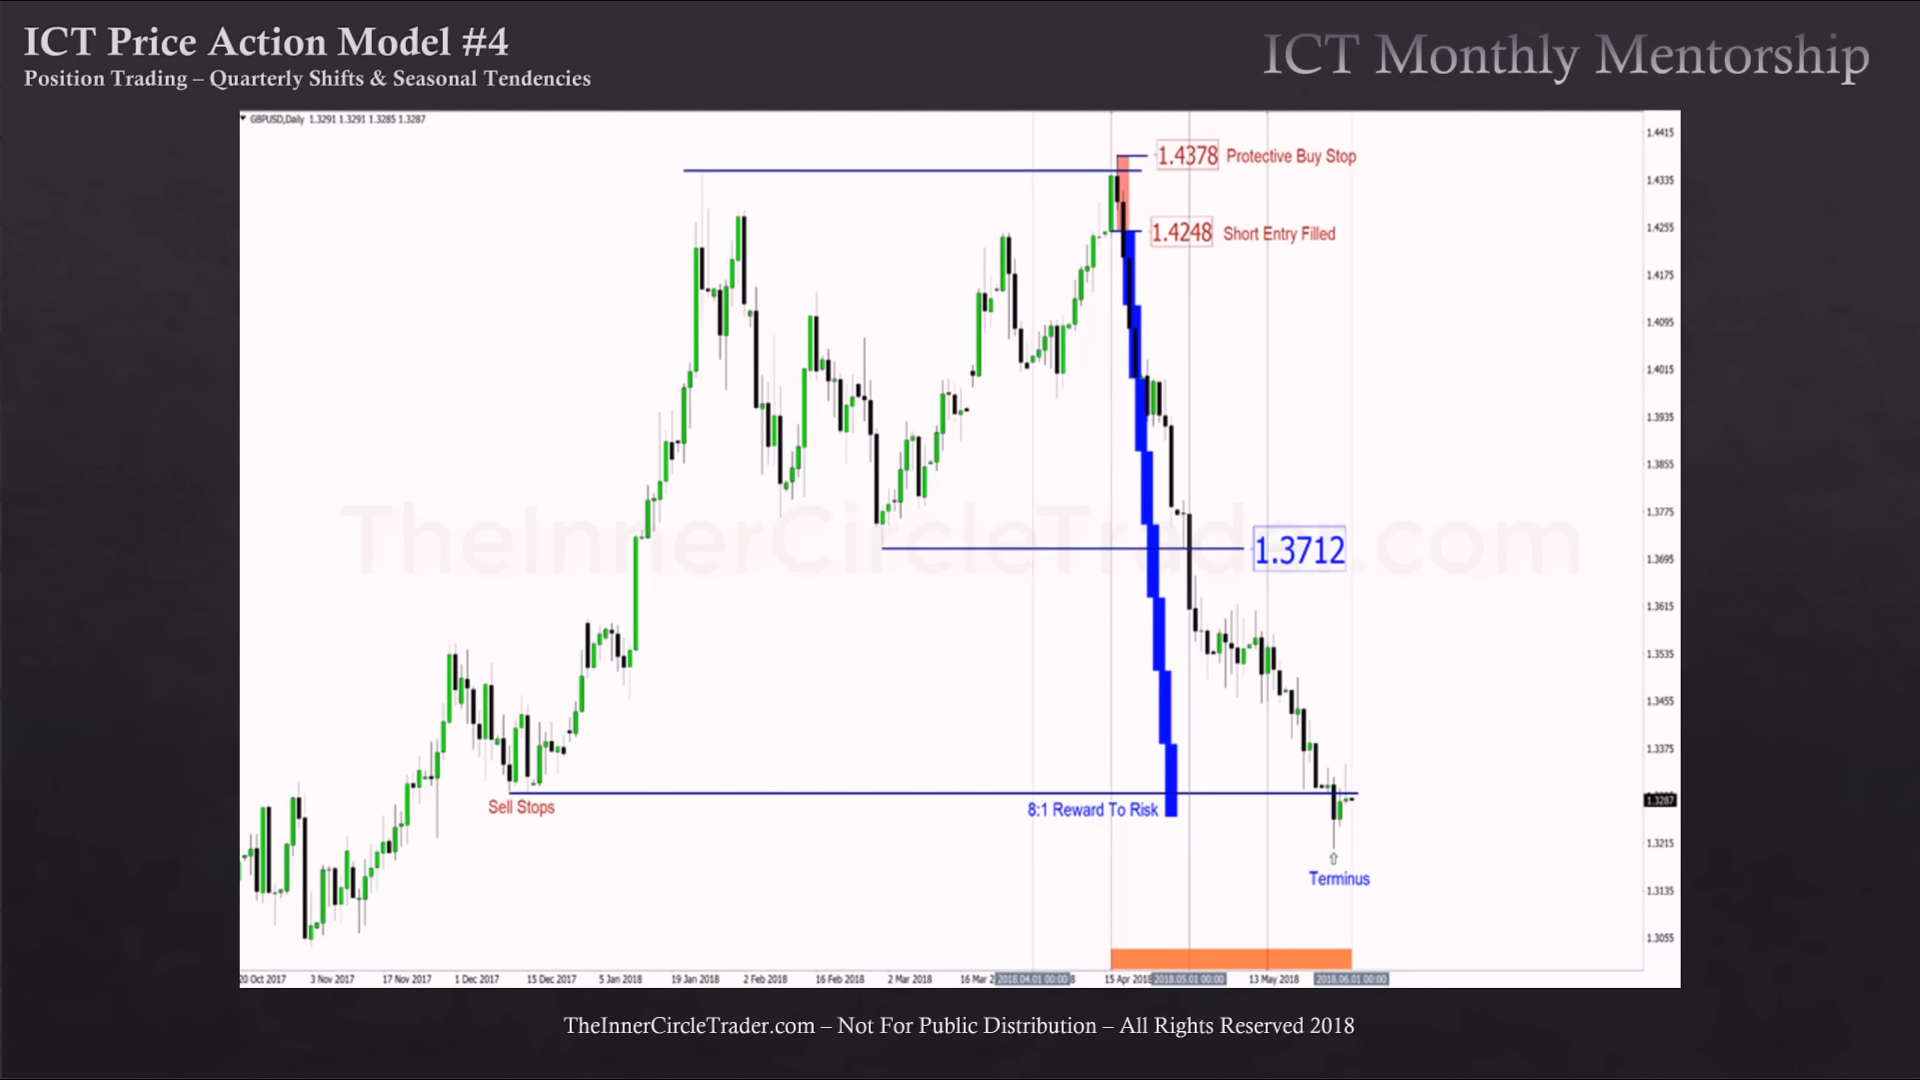 ICT Price Action Model #4
Position Trading – Quarterly Shifts & Seasonal Tendencies
ICT Monthly Mentorship
GBPUSD,Daily 1.3291 1.3291 1.3285 1.3287
1.4378 Protective Buy Stop
1.4248 Short Entry Filled
TheInnerCircleTrader.com
1.3712
Sell Stops
8:1 Reward To Risk
Terminus
1.4415
1.4335
1.4255
1.4175
1.4095
1.4015
1.3935
1.3855
1.3775
1.3695
1.3615
1.3535
1.3455
1.3375
1.3287
1.3215
1.3135
1.3055
20 Oct 2017 3 Nov 2017 17 Nov 2017 1 Dec 2017 15 Dec 2017 5 Jan 2018 19 Jan 2018 2 Feb 2018 16 Feb 2018 2 Mar 2018 16 Mar 2 2018.04.01 00:00 8 15 Apr 2018 2018.05.01 00:00 13 May 2018 2018.06.01 00:00
TheInnerCircleTrader.com – Not For Public Distribution – All Rights Reserved 2018